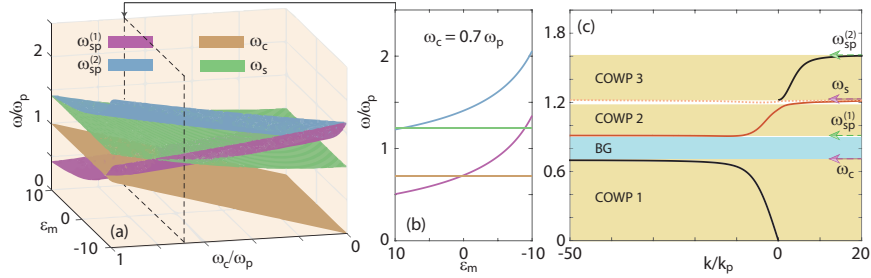 ω_sp^(1) ω_c
ω_sp^(2) ω_s
ω/ω_p
2
1
0
10
0
-10
ε_m
1
ω_c/ω_p
0
(a)
ω_c = 0.7 ω_p
ω/ω_p
2
1
0
10 0 -10
ε_m
(b)
(c)
1.8
1.2
0.6
0
COWP 3
COWP 2
BG
COWP 1
ω_sp^(2)
ω_s
ω_sp^(1)
ω_c
-100 -50 0 20
k/k_p